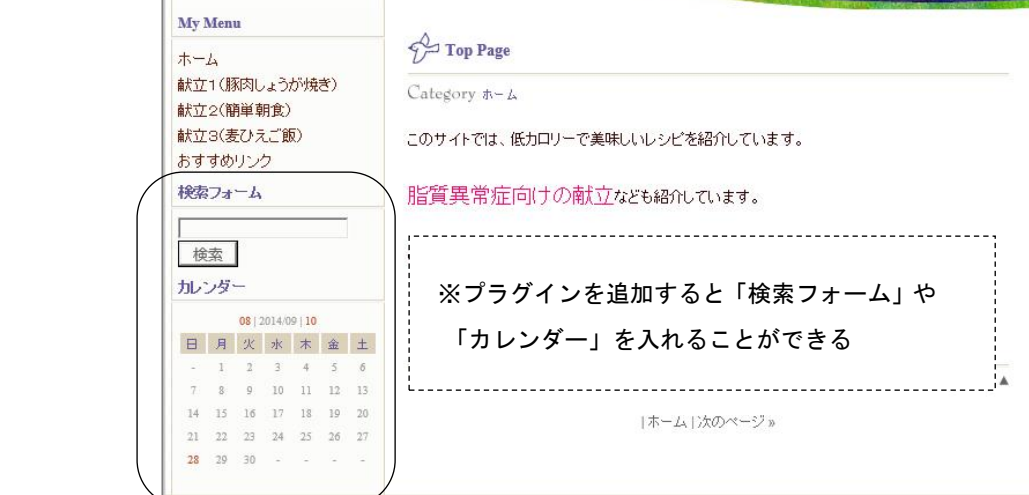 My Menu
ホーム
献立1(豚肉しょうが焼き)
献立2(簡単朝食)
献立3(麦ひえご飯)
おすすめリンク
検索フォーム
検索
カレンダー
08 | 2014/09 | 10
日 月 火 水 木 金 土
- 1 2 3 4 5 6
7 8 9 10 11 12 13
14 15 16 17 18 19 20
21 22 23 24 25 26 27
28 29 30 - - - -
Top Page
Category ホーム
このサイトでは、低カロリーで美味しいレシピを紹介しています。
脂質異常症向けの献立なども紹介しています。
※プラグインを追加すると「検索フォーム」や
「カレンダー」を入れることができる
▲
| ホーム | 次のページ »